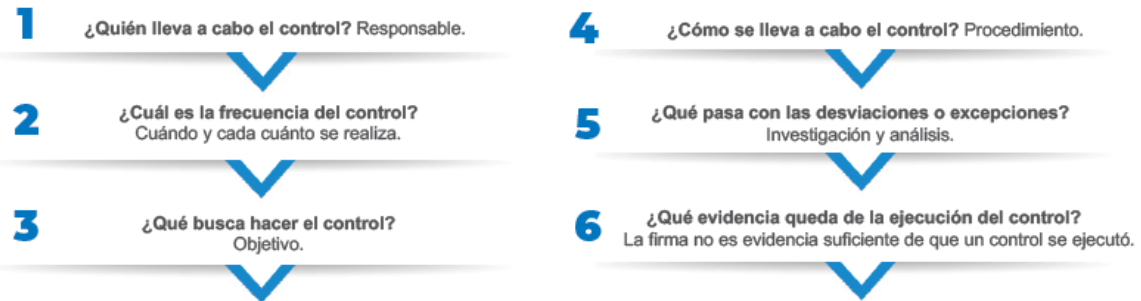 1
¿Quién lleva a cabo el control? Responsable.
2
¿Cuál es la frecuencia del control?
Cuándo y cada cuánto se realiza.
3
¿Qué busca hacer el control?
Objetivo.
4
¿Cómo se lleva a cabo el control? Procedimiento.
5
¿Qué pasa con las desviaciones o excepciones?
Investigación y análisis.
6
¿Qué evidencia queda de la ejecución del control?
La firma no es evidencia suficiente de que un control se ejecutó.